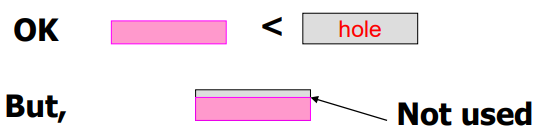 OK < hole
But, Not used